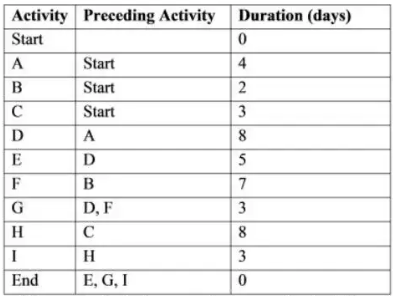 Activity Preceding Activity Duration (days)
Start 0
A Start 4
B Start 2
C Start 3
D A 8
E D 5
F B 7
G D, F 3
H C 8
I H 3
End E, G, I 0